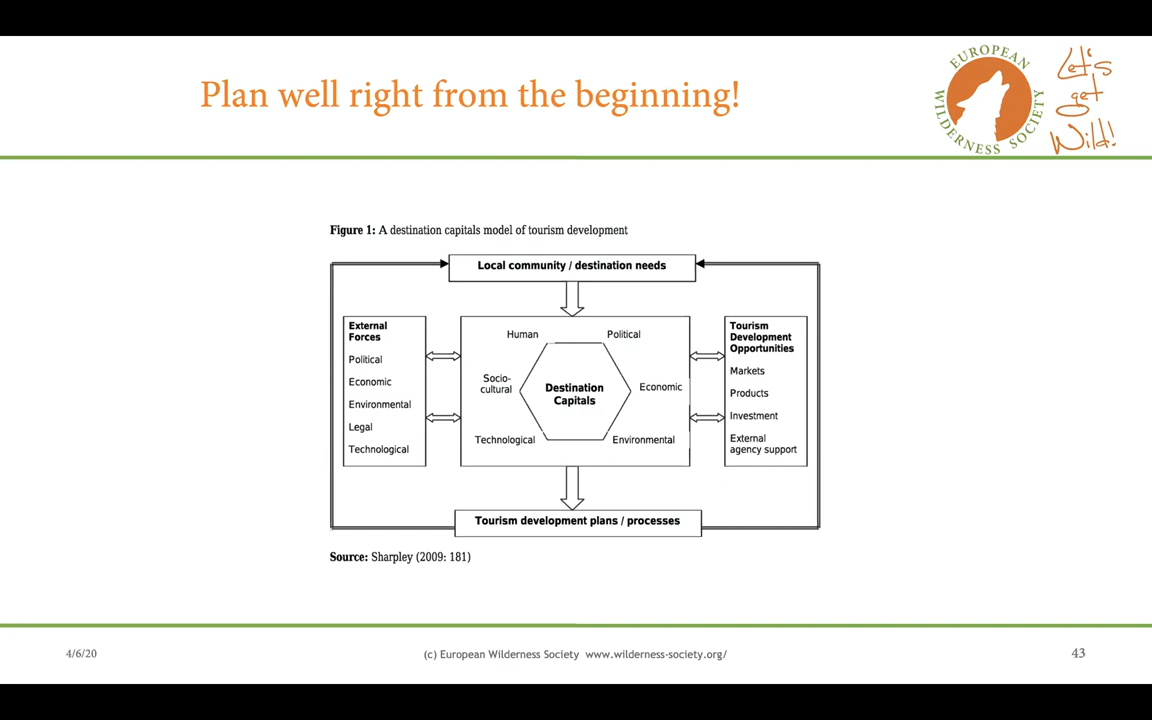 Plan well right from the beginning!
EUROPEAN
WILDERNESS SOCIETY
Let's
get
Wild!
Figure 1: A destination capitals model of tourism development
Local community / destination needs
External
Forces
Political
Economic
Environmental
Legal
Technological
Human
Political
Socio-
cultural
Destination
Capitals
Economic
Technological
Environmental
Tourism
Development
Opportunities
Markets
Products
Investment
External
agency support
Tourism development plans / processes
Source: Sharpley (2009: 181)
4/6/20
(c) European Wilderness Society www.wilderness-society.org/
43